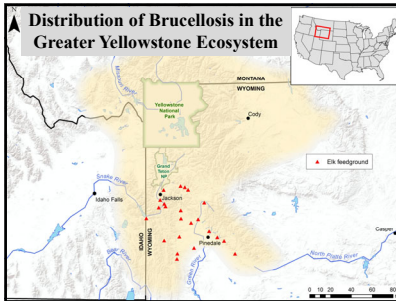 Distribution of Brucellosis in the
Greater Yellowstone Ecosystem
N
MONTANA
WYOMING
Yellowstone
National
Park
Cody
Grand
Teton
NP
Elk feedground
Snake River
Jackson
Idaho Falls
IDAHO
WYOMING
Pinedale
Green River
North Platte River
Casper
0 10 20 40 60 80